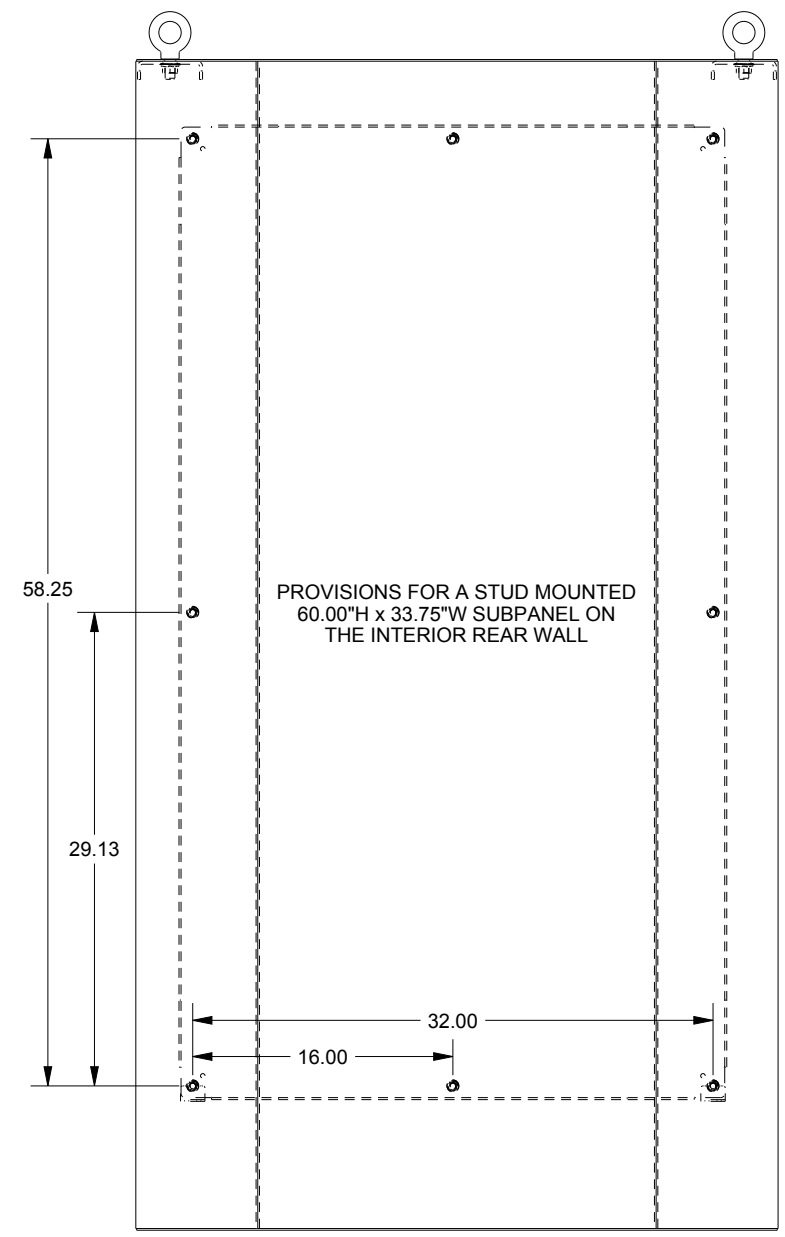 58.25
PROVISIONS FOR A STUD MOUNTED
60.00"H x 33.75"W SUBPANEL ON
THE INTERIOR REAR WALL
29.13
32.00
16.00